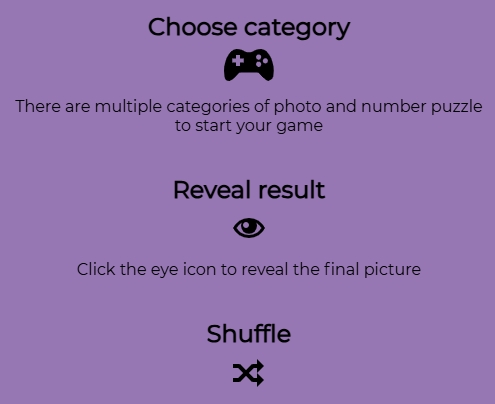 Choose category
There are multiple categories of photo and number puzzle
to start your game
Reveal result
Click the eye icon to reveal the final picture
Shuffle